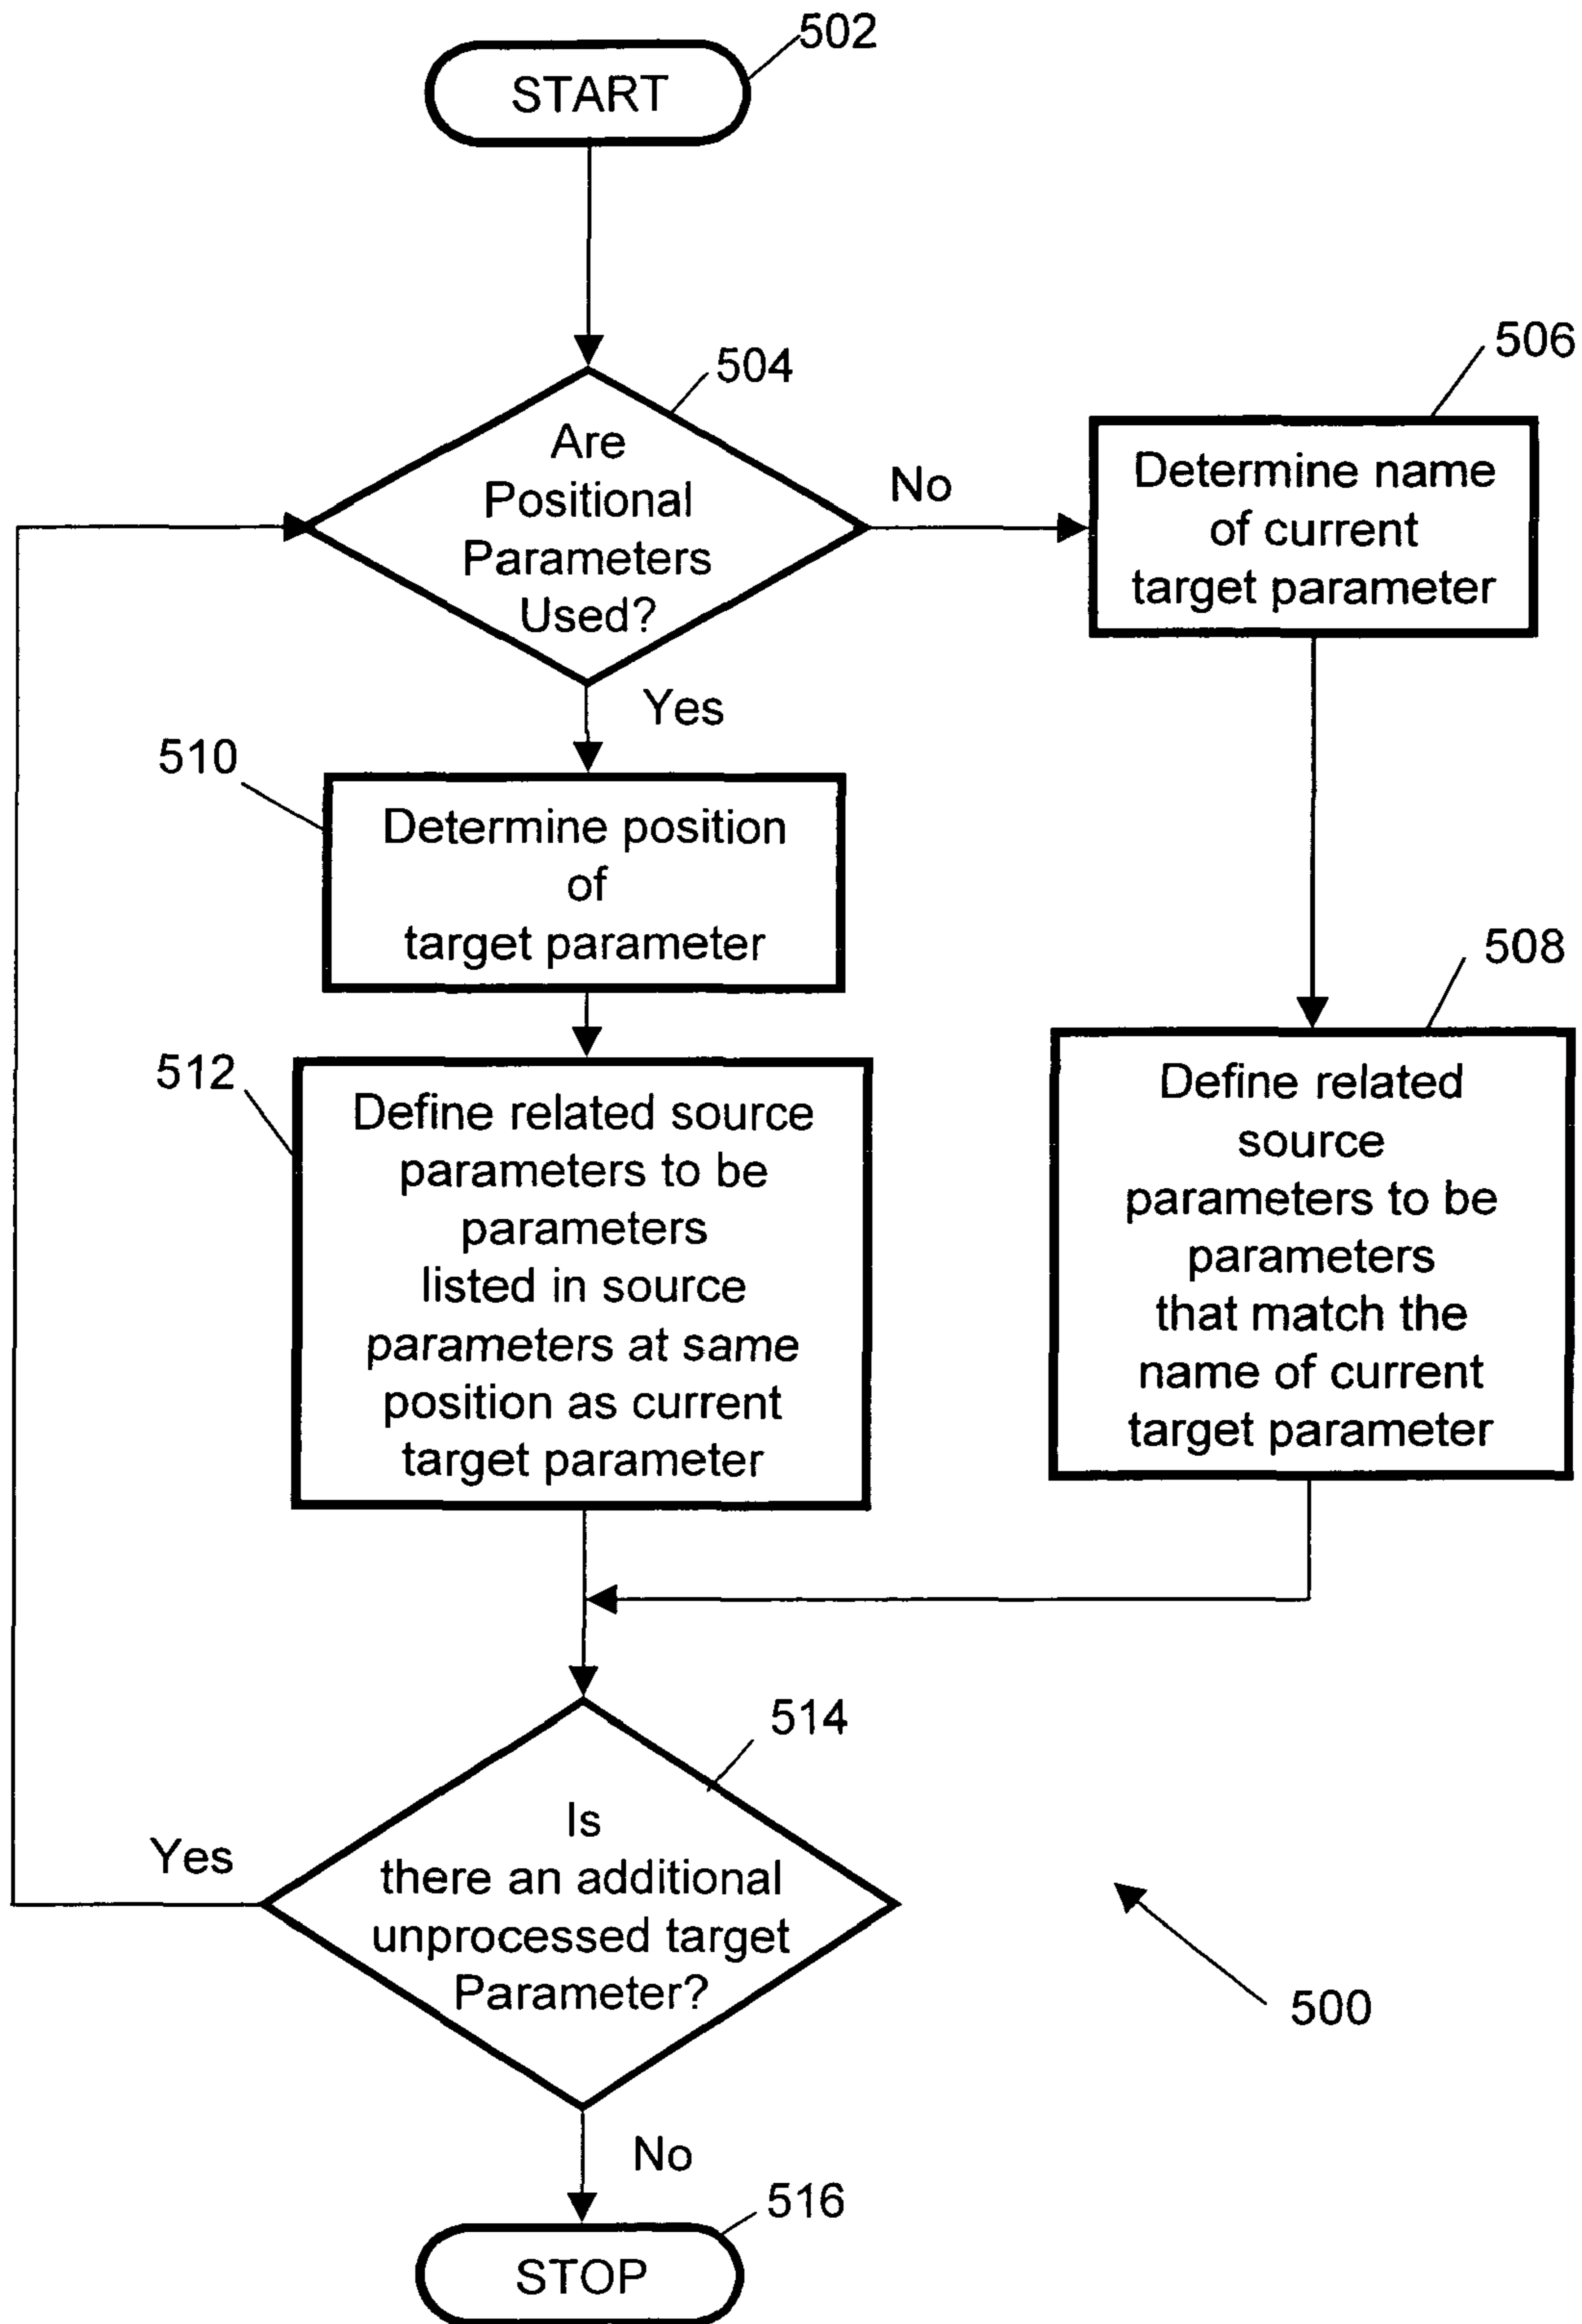 502
START
504
Are
Positional
Parameters
Used?
No
506
Determine name
of current
target parameter
Yes
510
Determine position
of
target parameter
508
Define related
source
parameters to be
parameters
that match the
name of current
target parameter
512
Define related source
parameters to be
parameters
listed in source
parameters at same
position as current
target parameter
514
Is
there an additional
unprocessed target
Parameter?
Yes
500
No
516
STOP